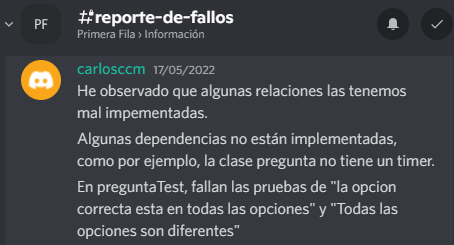 PF
#reporte-de-fallos
Primera Fila › Información
carlosccm 17/05/2022
He observado que algunas relaciones las tenemos
mal impementadas.
Algunas dependencias no están implementadas,
como por ejemplo, la clase pregunta no tiene un timer.
En preguntaTest, fallan las pruebas de "la opcion
correcta esta en todas las opciones" y "Todas las
opciones son diferentes"